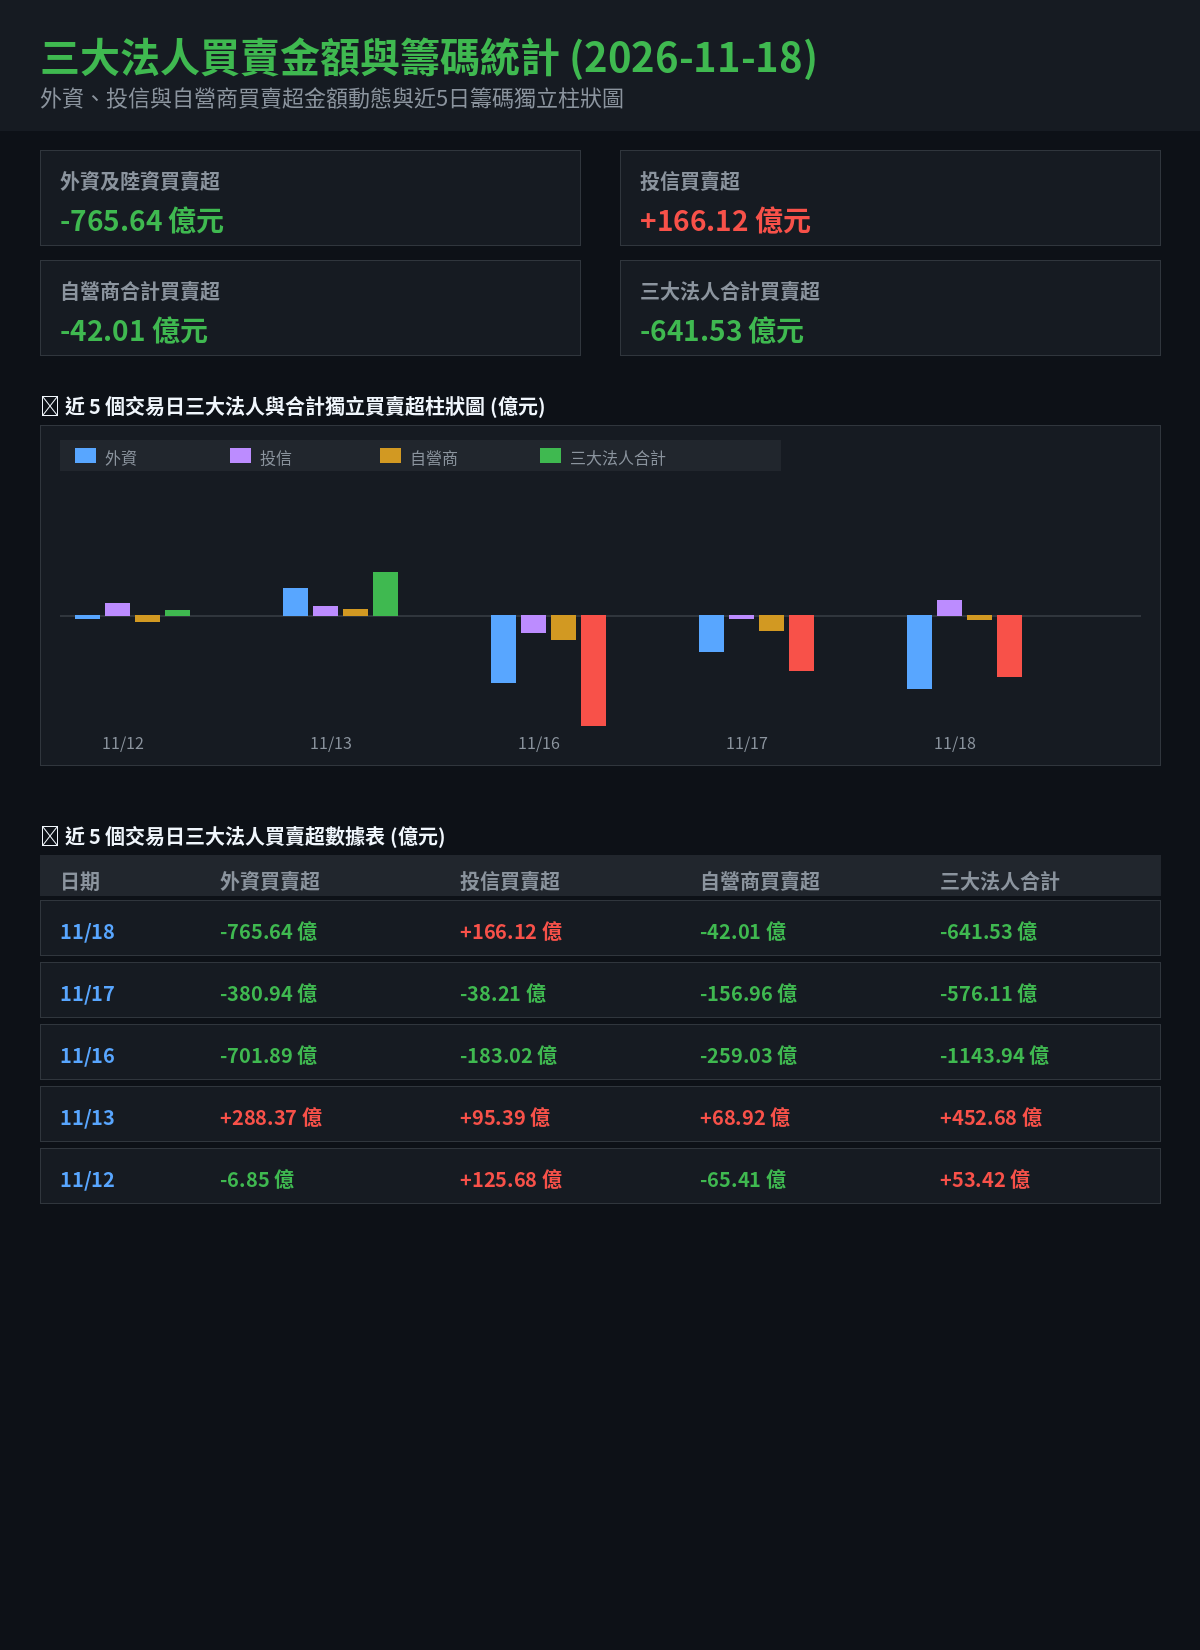 三大法人買賣金額與籌碼統計 (2026-11-18)
外資、投信與自營商買賣超金額動態與近5日籌碼獨立柱狀圖
外資及陸資買賣超
-765.64 億元
投信買賣超
+166.12 億元
自營商合計買賣超
-42.01 億元
三大法人合計買賣超
-641.53 億元
近 5 個交易日三大法人與合計獨立買賣超柱狀圖 (億元)
外資 投信 自營商 三大法人合計
11/12 11/13 11/16 11/17 11/18
近 5 個交易日三大法人買賣超數據表 (億元)
日期 外資買賣超 投信買賣超 自營商買賣超 三大法人合計
11/18 -765.64 億 +166.12 億 -42.01 億 -641.53 億
11/17 -380.94 億 -38.21 億 -156.96 億 -576.11 億
11/16 -701.89 億 -183.02 億 -259.03 億 -1143.94 億
11/13 +288.37 億 +95.39 億 +68.92 億 +452.68 億
11/12 -6.85 億 +125.68 億 -65.41 億 +53.42 億